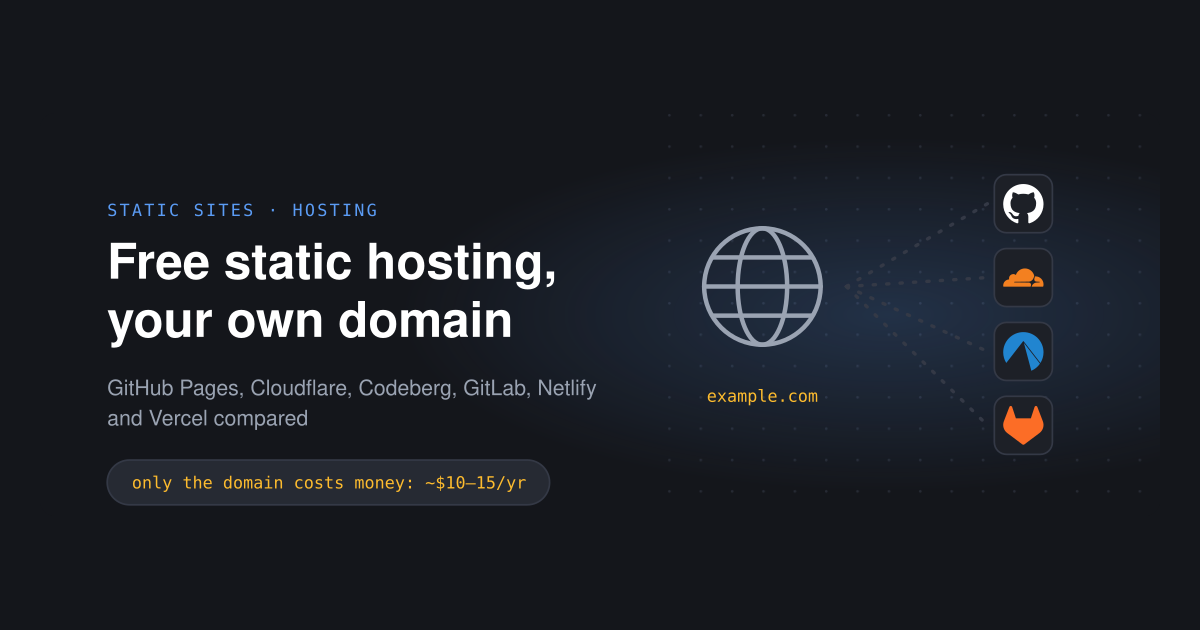 STATIC SITES · HOSTING
Free static hosting,
your own domain
GitHub Pages, Cloudflare, Codeberg, GitLab, Netlify
and Vercel compared
only the domain costs money: ~$10–15/yr
example.com